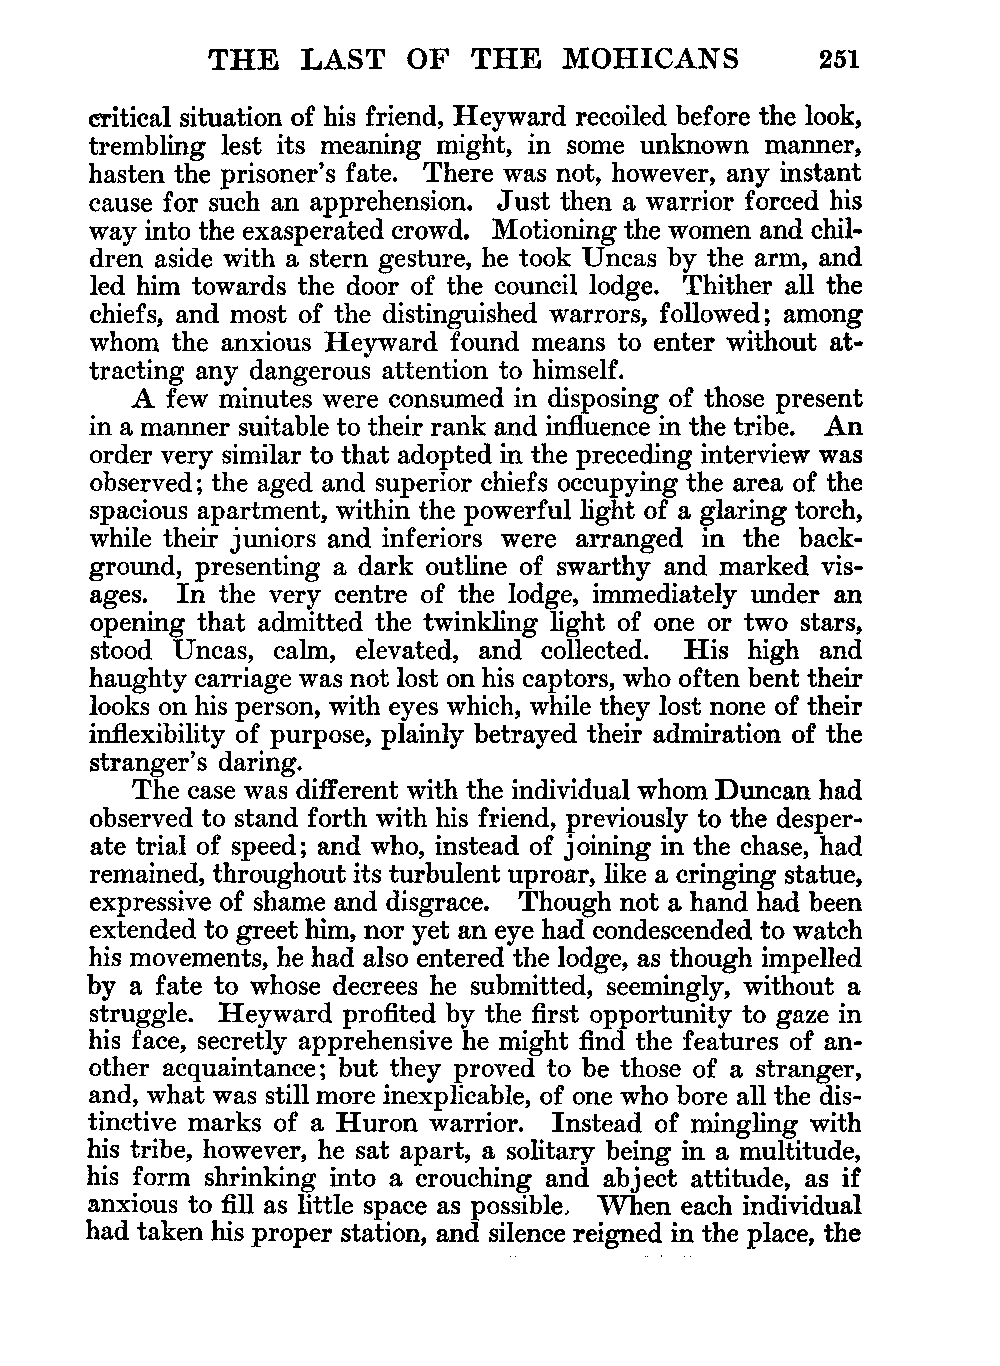 THE LAST OF THE MOHICANS 251
critical situation of his friend, Heyward recoiled before the look,
trembling lest its meaning might, in some unknown manner,
hasten the prisoner's fate. There was not, however, any instant
cause for such an apprehension. Just then a warrior forced his
way into the exasperated crowd. Motioning the women and chil-
dren aside with a stern gesture, he took Uncas by the arm, and
led him towards the door of the council lodge. Thither all the
chiefs, and most of the distinguished warrors, followed; among
whom the anxious Heyward found means to enter without at-
tracting any dangerous attention to himself.
A few minutes were consumed in disposing of those present
in a manner suitable to their rank and influence in the tribe. An
order very similar to that adopted in the preceding interview was
observed; the aged and superior chiefs occupying the area of the
spacious apartment, within the powerful light of a glaring torch,
while their juniors and inferiors were arranged in the back-
ground, presenting a dark outline of swarthy and marked vis-
ages. In the very centre of the lodge, immediately under an
opening that admitted the twinkling light of one or two stars,
stood Uncas, calm, elevated, and collected. His high and
haughty carriage was not lost on his captors, who often bent their
looks on his person, with eyes which, while they lost none of their
inflexibility of purpose, plainly betrayed their admiration of the
stranger's daring.
The case was different with the individual whom Duncan had
observed to stand forth with his friend, previously to the desper-
ate trial of speed; and who, instead of joining in the chase, had
remained, throughout its turbulent uproar, like a cringing statue,
expressive of shame and disgrace. Though not a hand had been
extended to greet him, nor yet an eye had condescended to watch
his movements, he had also entered the lodge, as though impelled
by a fate to whose decrees he submitted, seemingly, without a
struggle. Heyward profited by the first opportunity to gaze in
his face, secretly apprehensive he might find the features of an-
other acquaintance; but they proved to be those of a stranger,
and, what was still more inexplicable, of one who bore all the dis-
tinctive marks of a Huron warrior. Instead of mingling with
his tribe, however, he sat apart, a solitary being in a multitude,
his form shrinking into a crouching and abject attitude, as if
anxious to fill as little space as possible. When each individual
had taken his proper station, and silence reigned in the place, the